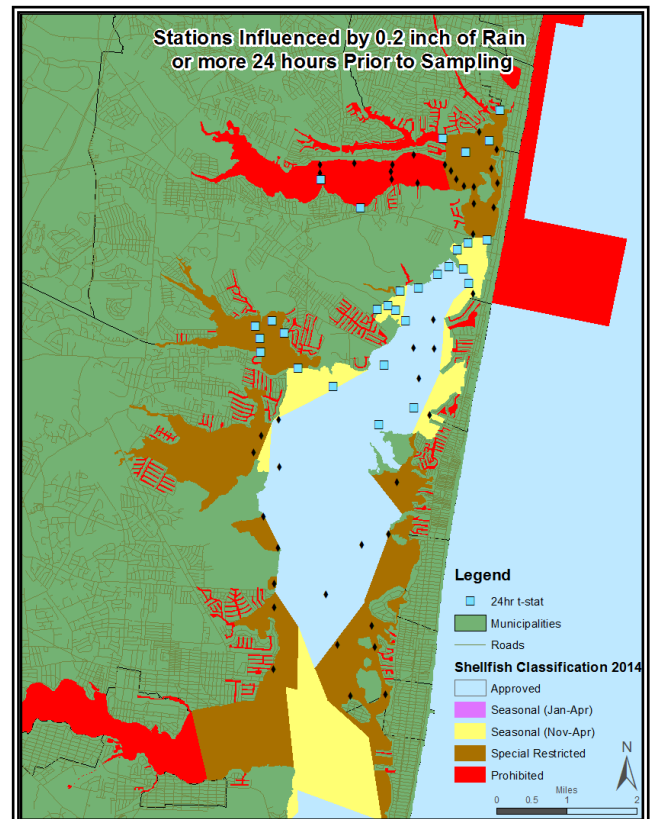 Stations Influenced by 0.2 inch of Rain
or more 24 hours Prior to Sampling
Legend
24hr t-stat
Municipalities
Roads
Shellfish Classification 2014
Approved
Seasonal (Jan-Apr)
Seasonal (Nov-Apr)
Special Restricted
Prohibited
N
Miles
0 0.5 1 2